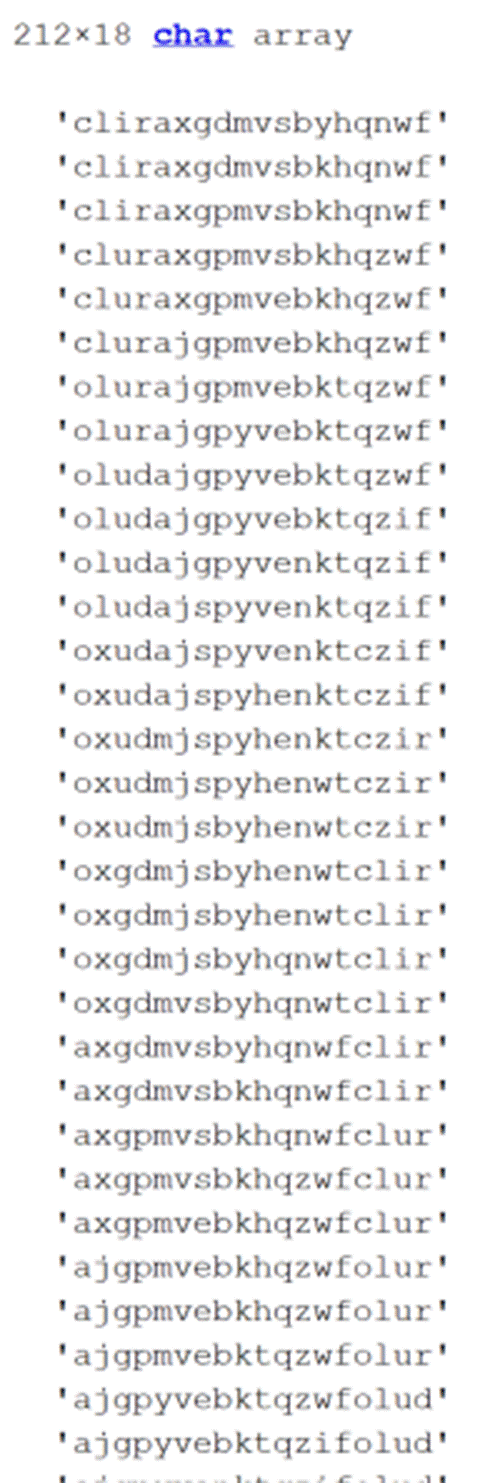 212×18 char array
'cliraxgdmvsbyhqnwf'
'cliraxgdmvsbkhqnwf'
'cliraxgpmvsbkhqnwf'
'cluraxgpmvsbkhqzwf'
'cluraxgpmvebkhqzwf'
'clurajgpmvebkhqzwf'
'olurajgpmvebktqzwf'
'olurajgpyvebktqzwf'
'oludajgpyvebktqzwf'
'oludajgpyvebktqzif'
'oludajgpyvenktqzif'
'oludajspyvenktqzif'
'oxudajspyvenktczif'
'oxudajspyhenktczif'
'oxudmjspyhenktczir'
'oxudmjspyhenwtczir'
'oxudmjsbyhenwtczir'
'oxgdmjsbyhenwtclir'
'oxgdmjsbyhenwtclir'
'oxgdmjsbyhqnwtclir'
'oxgdmvsbyhqnwtclir'
'axgdmvsbyhqnwfclir'
'axgdmvsbkhqnwfclir'
'axgpmvsbkhqnwfclur'
'axgpmvsbkhqzwfclur'
'axgpmvebkhqzwfclur'
'ajgpmvebkhqzwfolur'
'ajgpmvebkhqzwfolur'
'ajgpmvebktqzwfolur'
'ajgpyvebktqzwfolud'
'ajgpyvebktqzifolud'